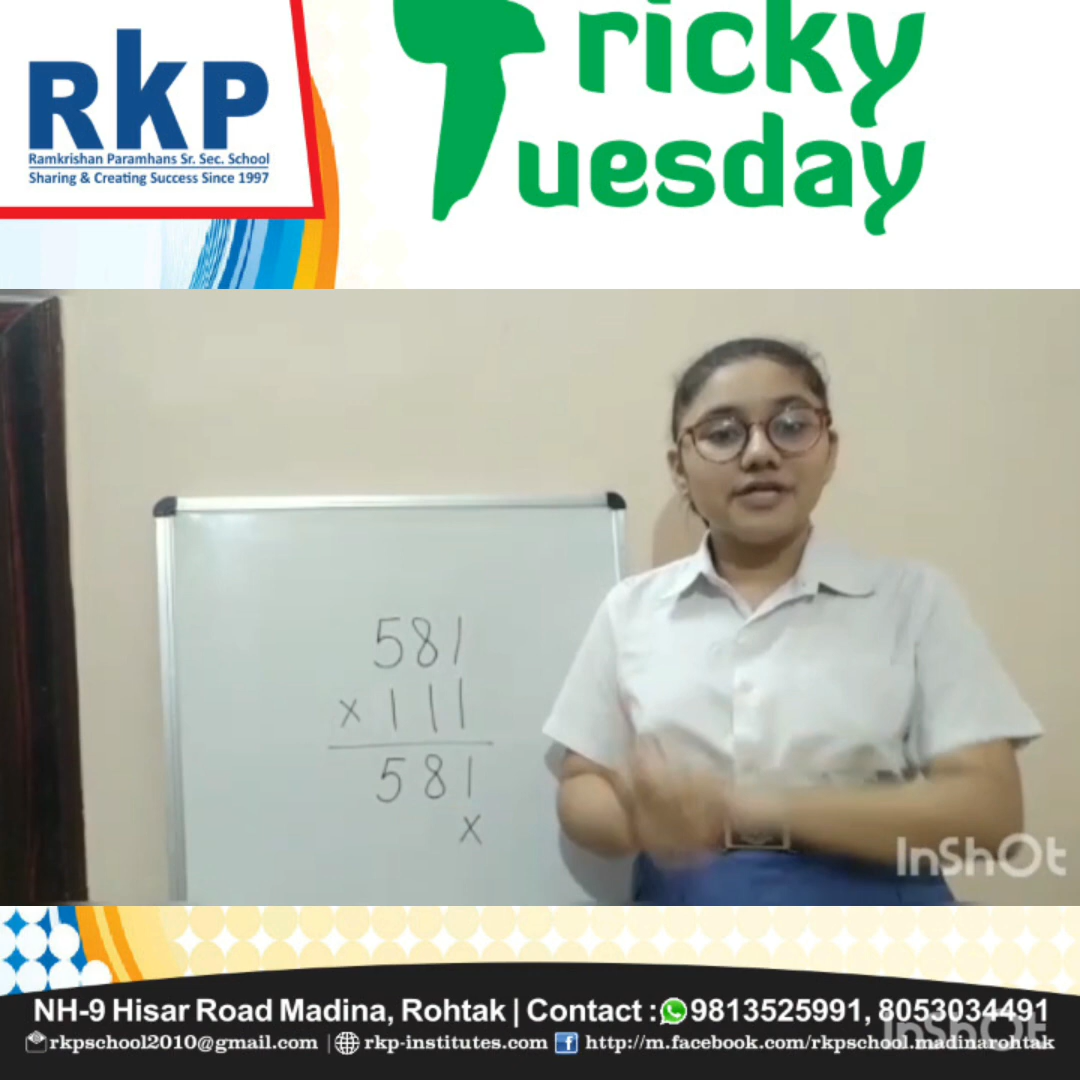 RKP
Ramkrishan Paramhans Sr. Sec. School
Sharing & Creating Success Since 1997
Tricky
Tuesday
581
×111
581
×
InShOt
NH-9 Hisar Road Madina, Rohtak | Contact : 9813525991, 8053034491
rkpschool2010@gmail.com | rkp-institutes.com f http://m.facebook.com/rkpschool.madinarohtak
InShOt